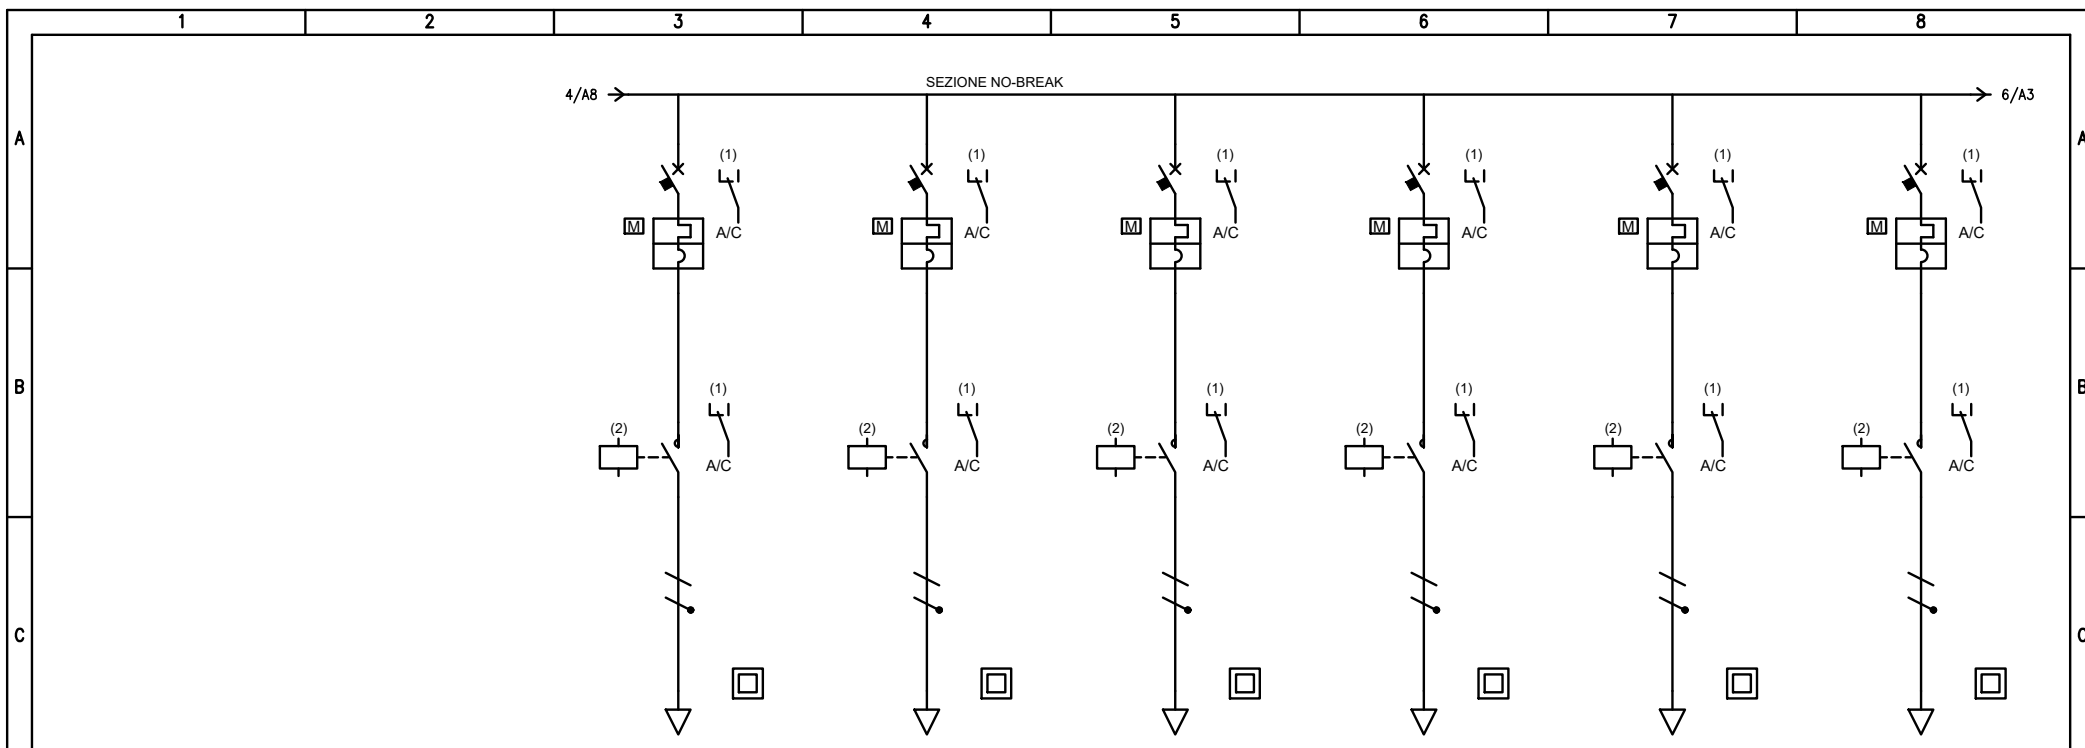 1 2 3 4 5 6 7 8
SEZIONE NO-BREAK
4/A8 6/A3
A A
(1) (1) (1) (1) (1) (1)
M A/C M A/C M A/C M A/C M A/C M A/C
B B
(1) (1) (1) (1) (1) (1)
(2) (2) (2) (2) (2) (2)
A/C A/C A/C A/C A/C A/C
C C